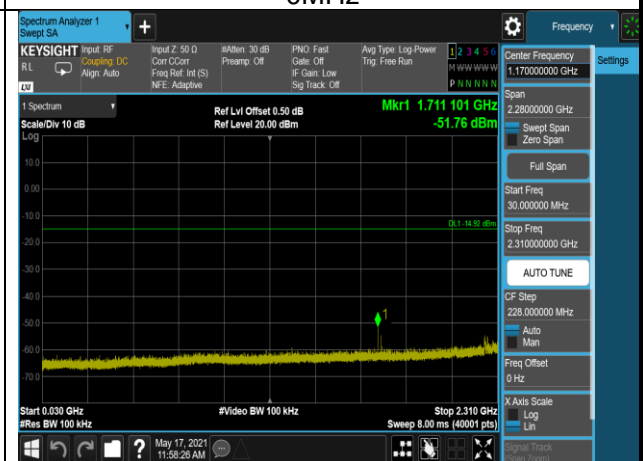 Spectrum Analyzer 1
Swept SA
+
Frequency
KEYSIGHT
RL
LXI
Input: RF
Coupling: DC
Align: Auto
Input Z: 50 Ω
Corr CCorr
Freq Ref: Int (S)
NFE: Adaptive
#Atten: 30 dB
Preamp: Off
PNO: Fast
Gate: Off
IF Gain: Low
Sig Track: Off
Avg Type: Log-Power
Trig: Free Run
1 2 3 4 5 6
M W W W W W
P N N N N N
1 Spectrum
Scale/Div 10 dB
Log
Ref Lvl Offset 0.50 dB
Ref Level 20.00 dBm
Mkr1 1.711 101 GHz
-51.76 dBm
10.0
0.00
-10.0
DL1 -14.92 dBm
-20.0
-30.0
-40.0
1
-50.0
-60.0
-70.0
Start 0.030 GHz
#Res BW 100 kHz
#Video BW 100 kHz
Stop 2.310 GHz
Sweep 8.00 ms (40001 pts)
Center Frequency
1.170000000 GHz
Settings
Span
2.28000000 GHz
Swept Span
Zero Span
Full Span
Start Freq
30.000000 MHz
Stop Freq
2.310000000 GHz
AUTO TUNE
CF Step
228.000000 MHz
Auto
Man
Freq Offset
0 Hz
X Axis Scale
Log
Lin
Signal Track
(Span Zoom)
?
May 17, 2021
11:58:26 AM